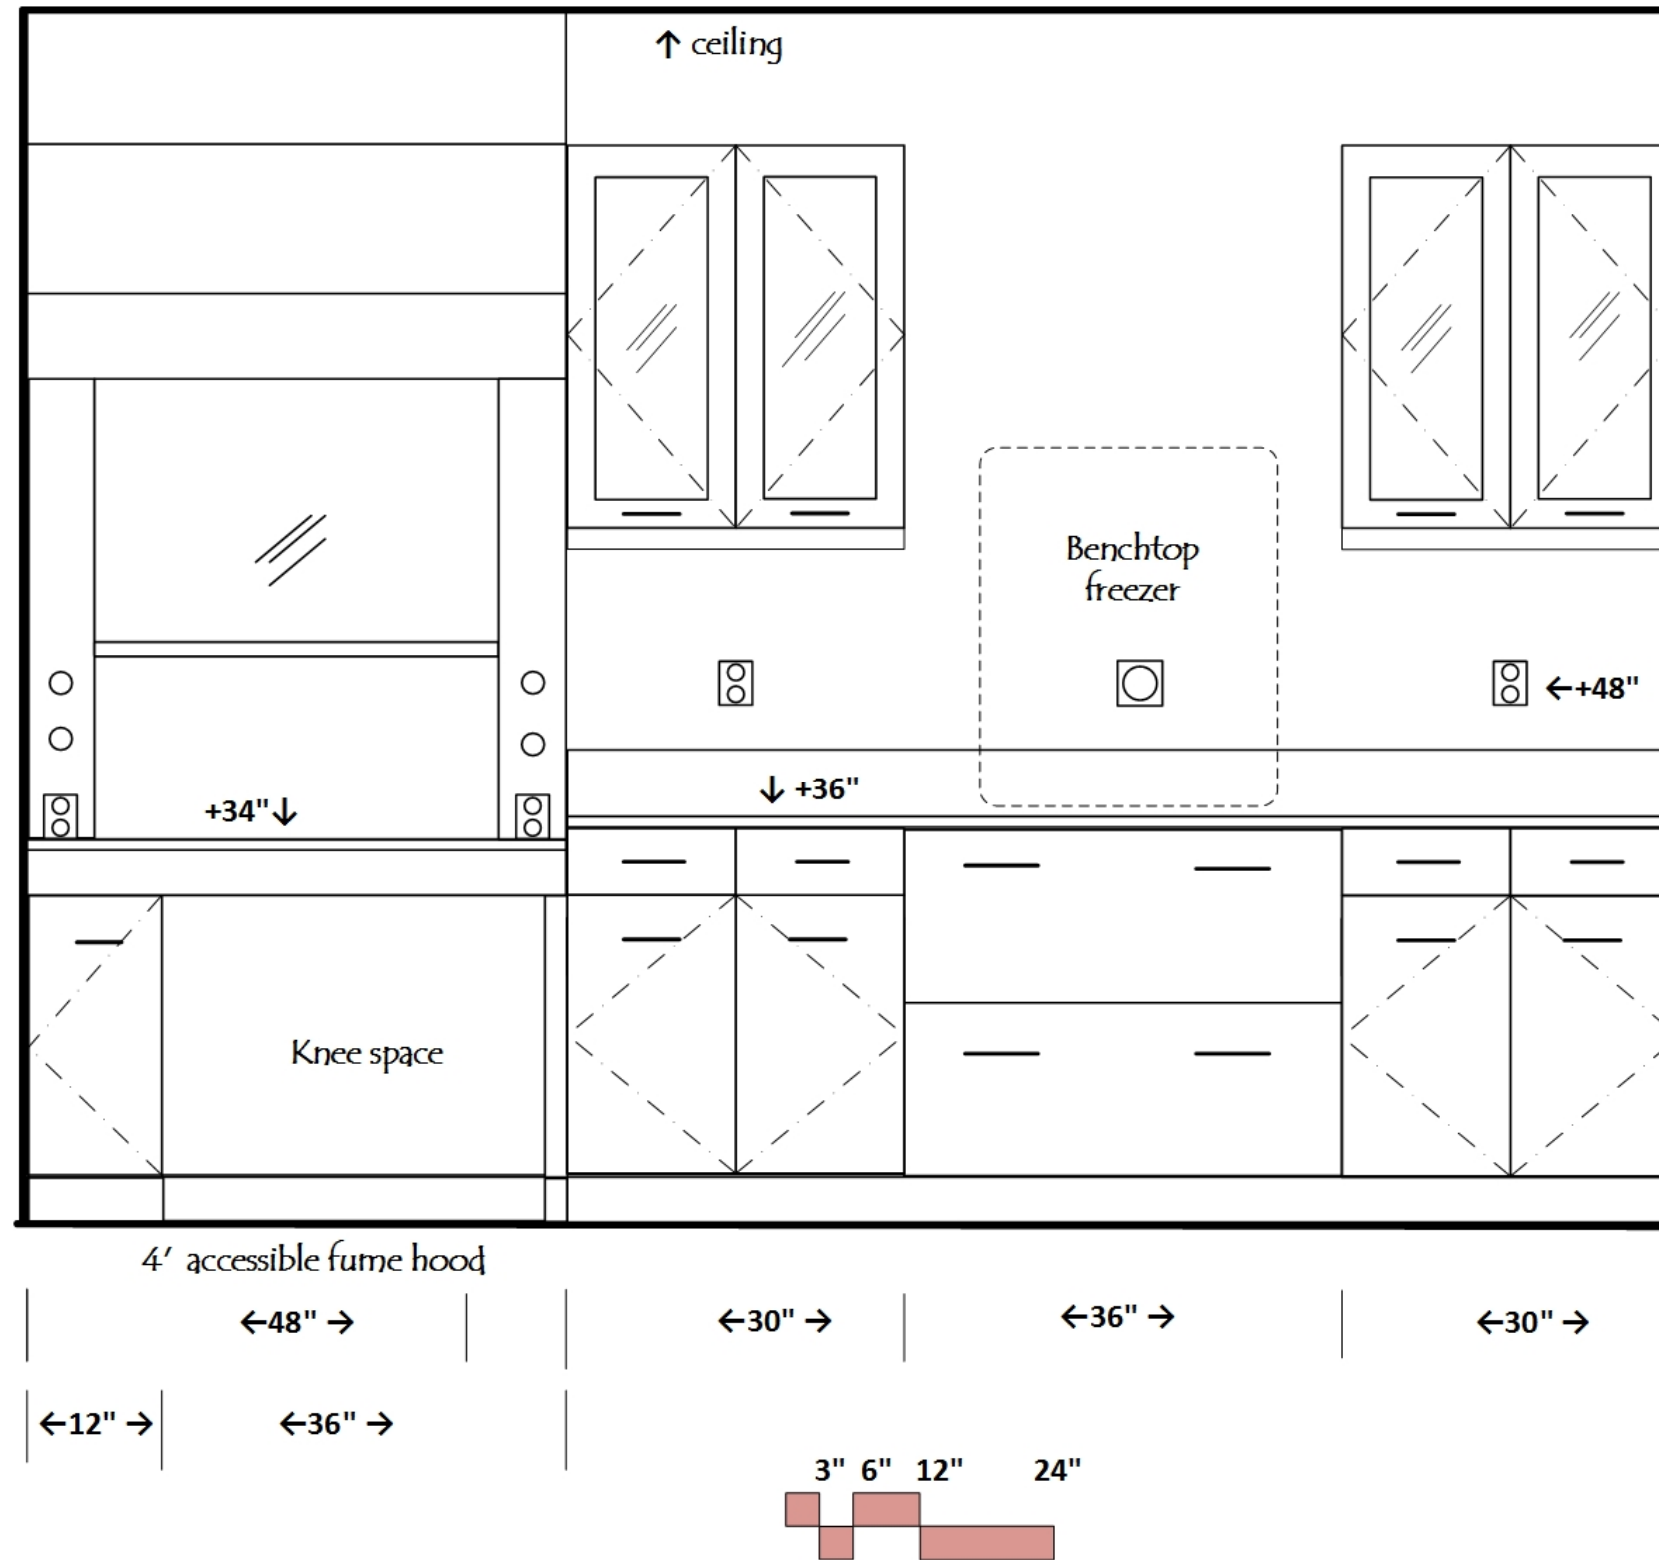 ↑ ceiling
Benchtop
freezer
←+48"
+34"↓
↓ +36"
Knee space
4' accessible fume hood
←48" →
←30" →
←36" →
←30" →
←12" →
←36" →
3" 6" 12" 24"